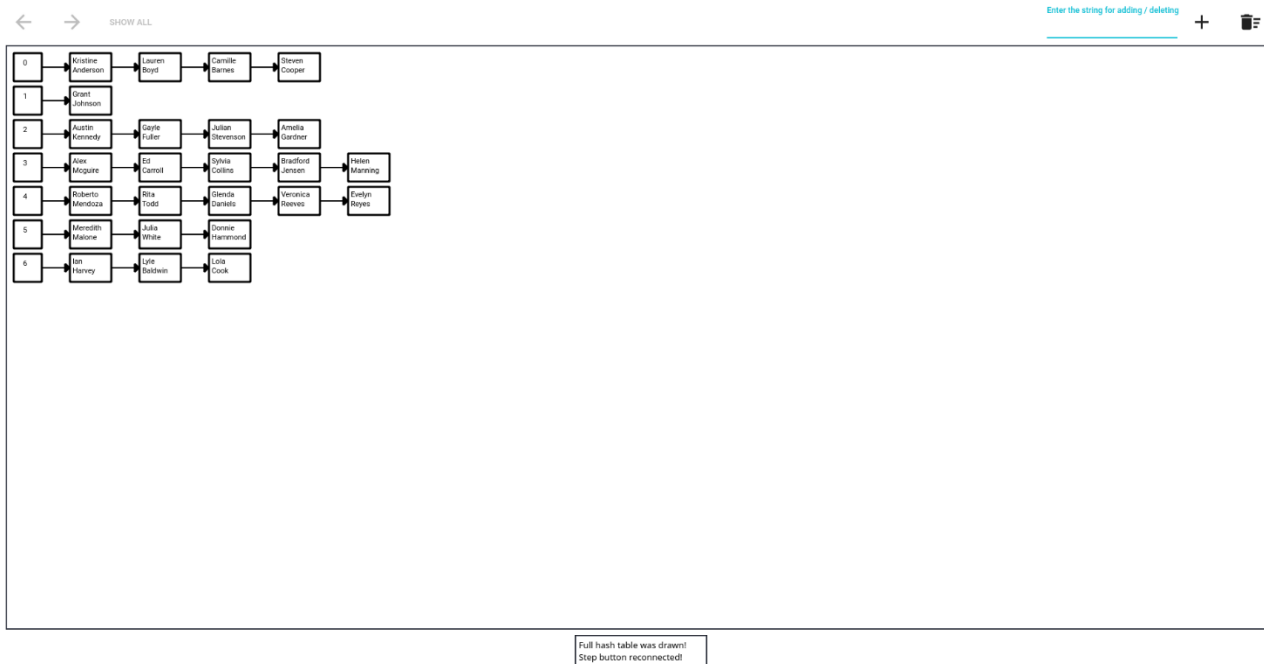 SHOW ALL
Enter the string for adding / deleting
0
Kristine
Anderson
Lauren
Boyd
Camille
Barnes
Steven
Cooper
1
Grant
Johnson
2
Austin
Kennedy
Gayle
Fuller
Julian
Stevenson
Amelia
Gardner
3
Alex
Mcguire
Ed
Carroll
Sylvia
Collins
Bradford
Jensen
Helen
Manning
4
Roberto
Mendoza
Rita
Todd
Glenda
Daniels
Veronica
Reeves
Evelyn
Reyes
5
Meredith
Malone
Julia
White
Donnie
Hammond
6
Ian
Harvey
Lyle
Baldwin
Lola
Cook
Full hash table was drawn!
Step button reconnected!